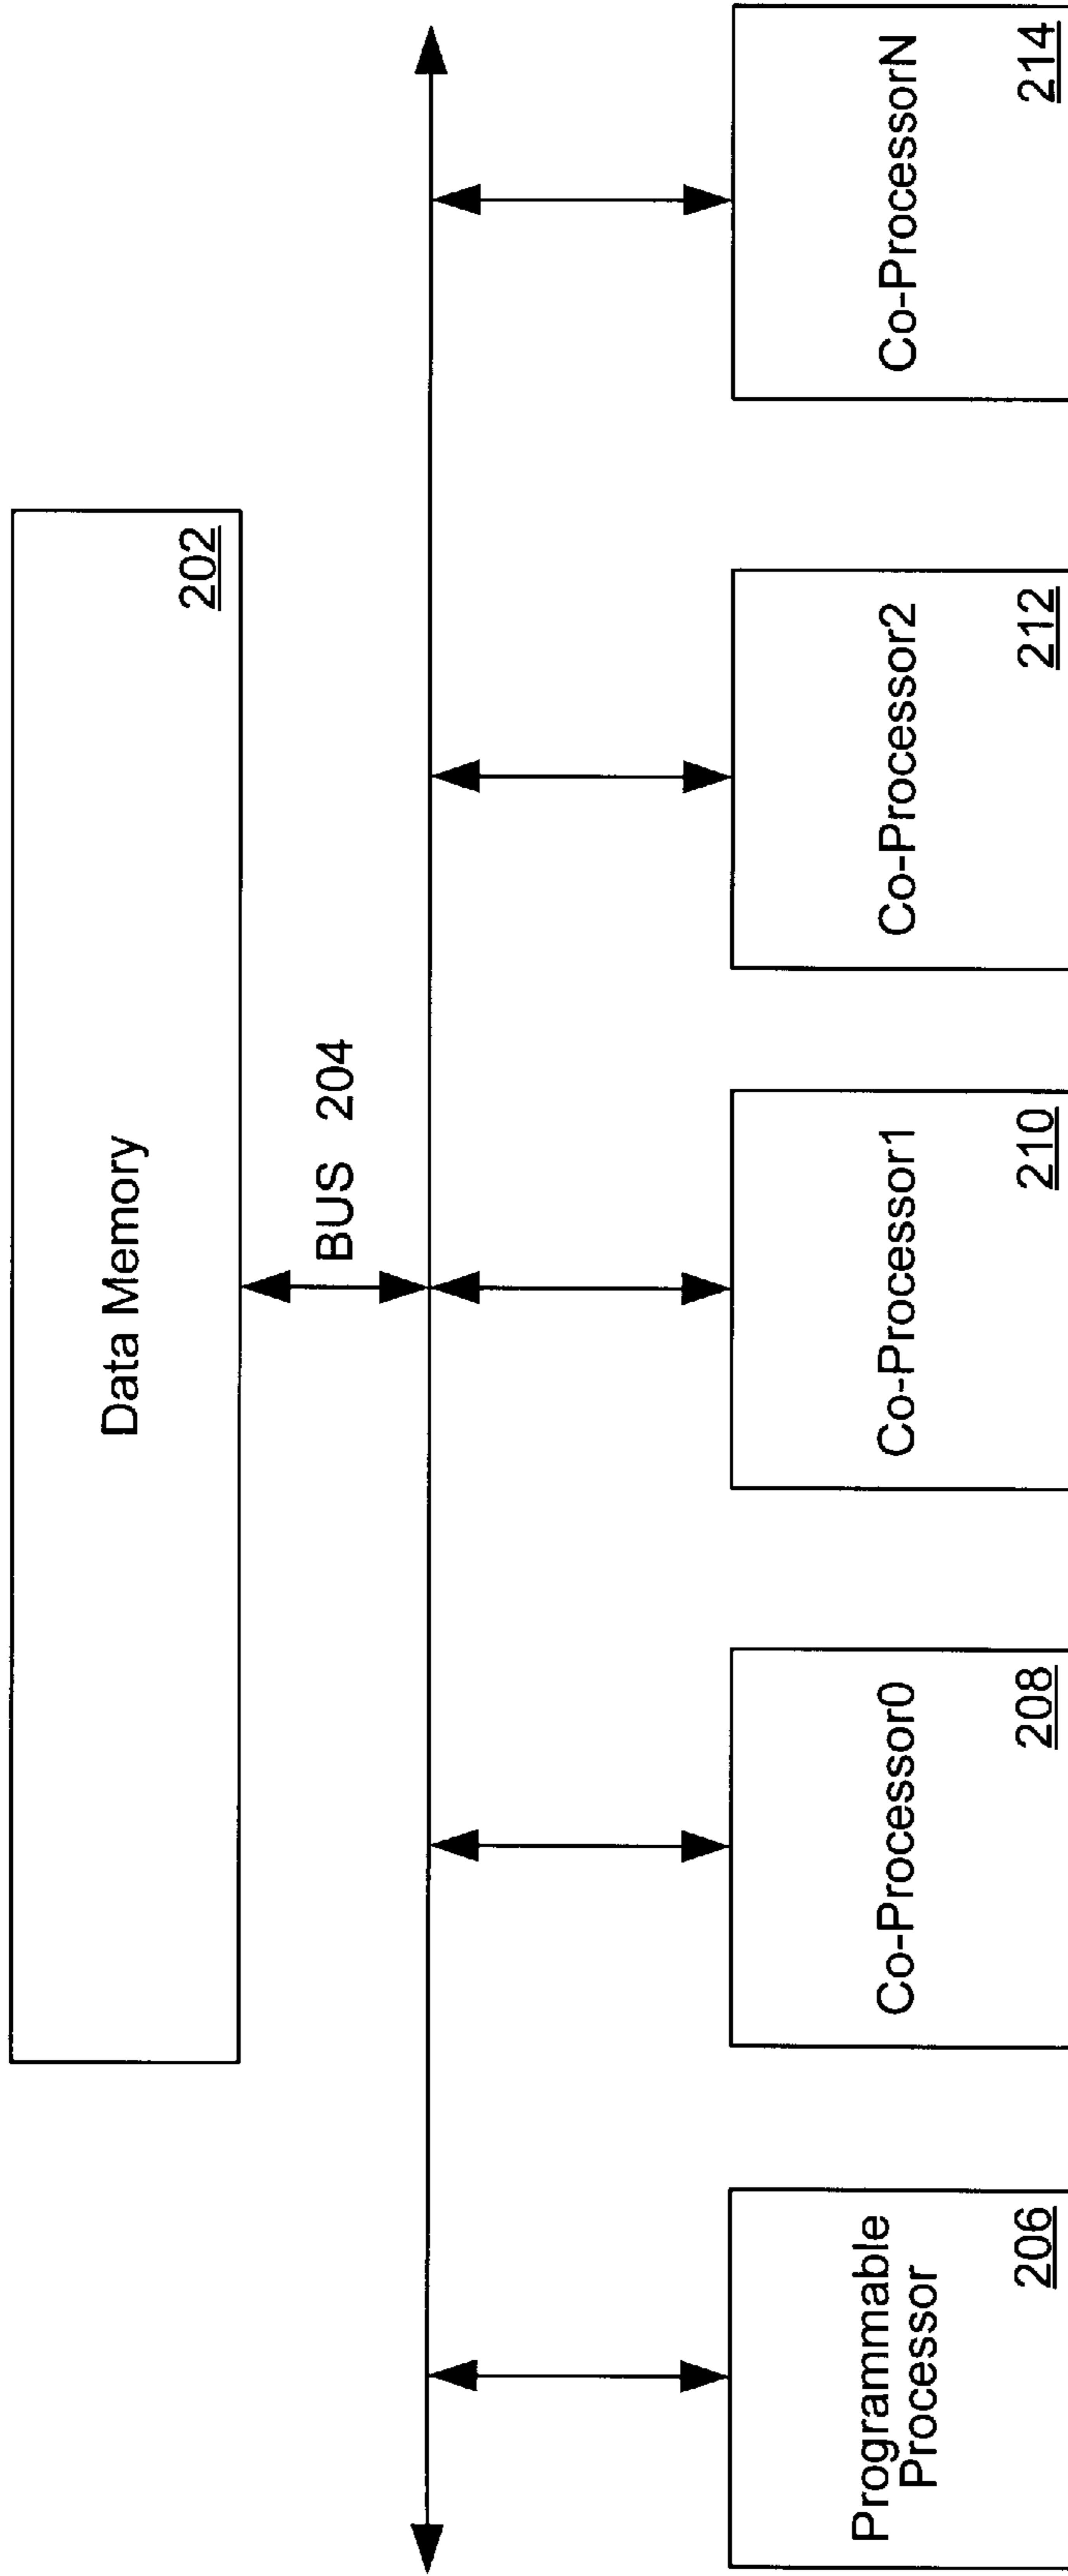 Data Memory
202
BUS 204
Programmable
Processor
206
Co-Processor0
208
Co-Processor1
210
Co-Processor2
212
Co-ProcessorN
214